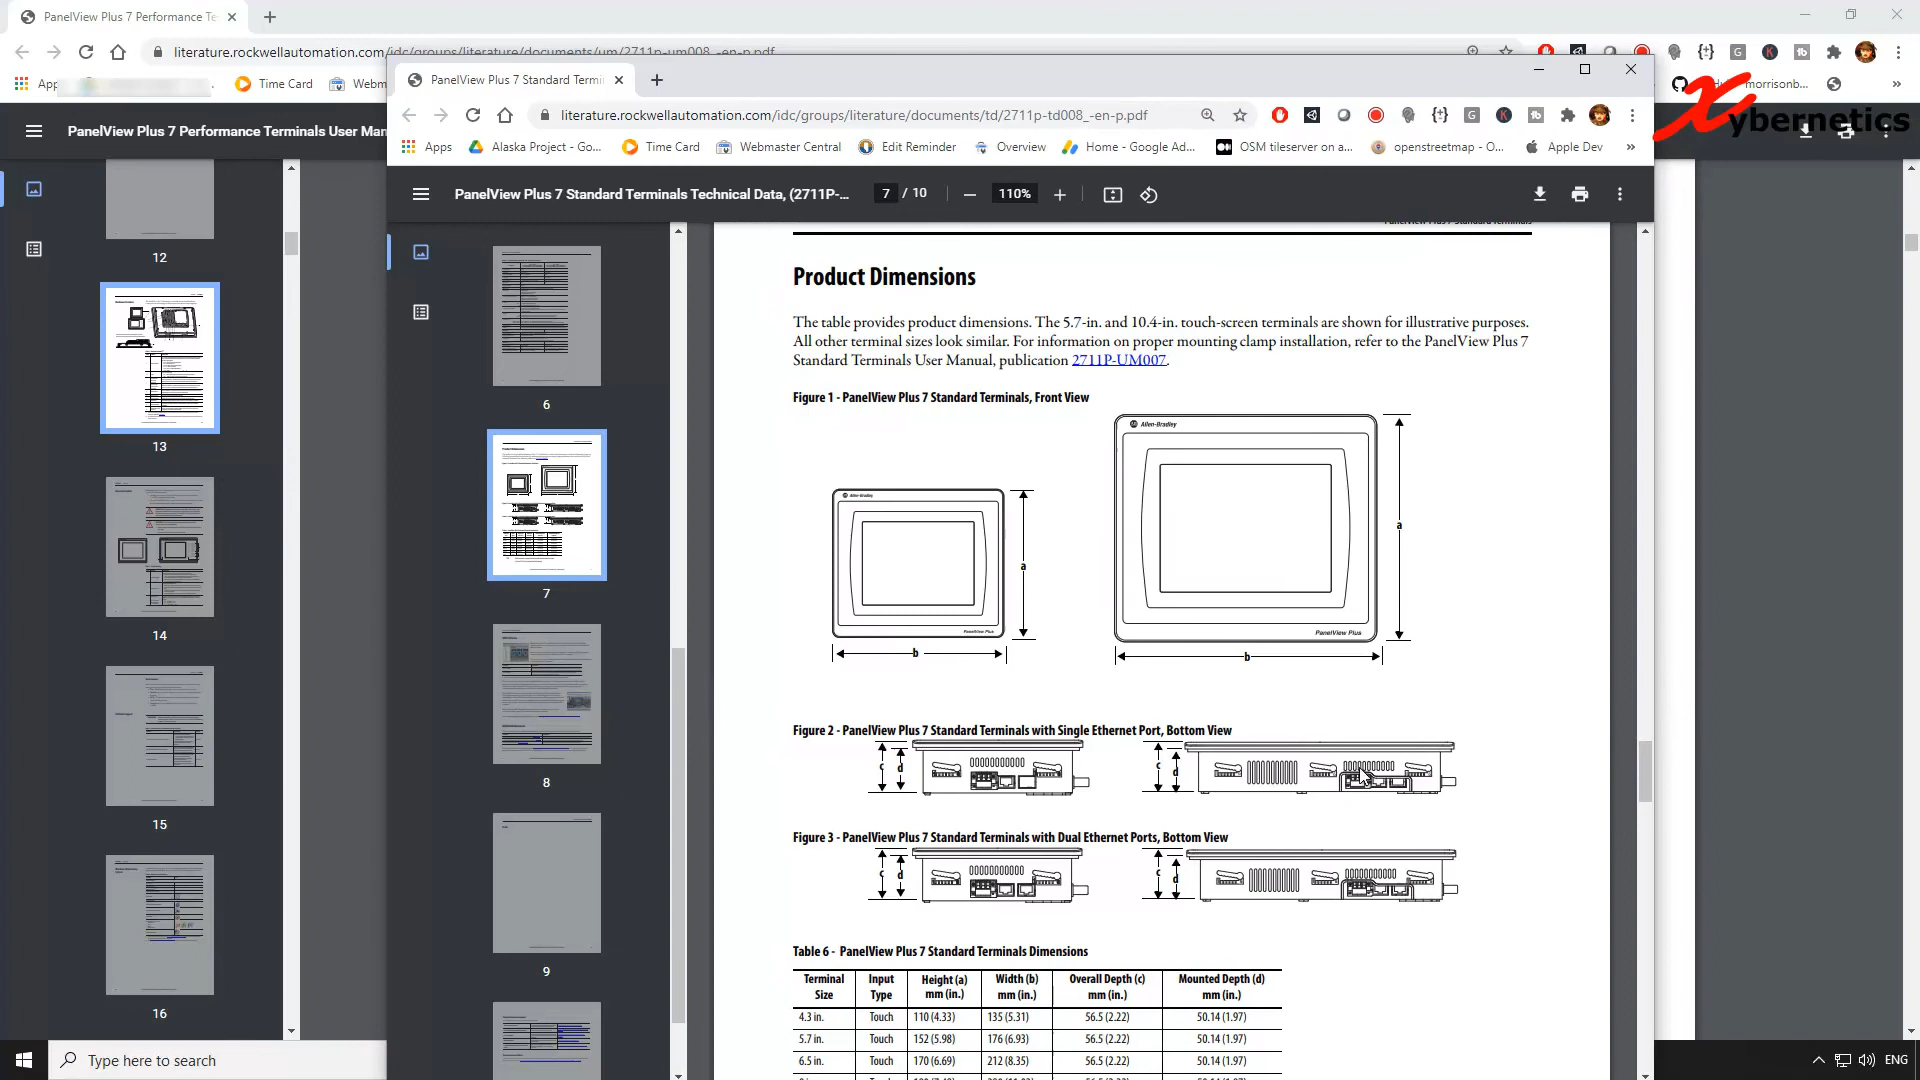 PanelView Plus 7 Performance Te
literature.rockwellautomation.com/idc/groups/literature/documents/um/2711p-um008_-en-p.pdf
App
Time Card
Webm
morrisonb...
PanelView Plus 7 Performance Terminals User Man
Xybernetics
12
13
14
15
16
PanelView Plus 7 Standard Termi
literature.rockwellautomation.com/idc/groups/literature/documents/td/2711p-td008_-en-p.pdf
Apps
Alaska Project - Go...
Time Card
Webmaster Central
Edit Reminder
Overview
Home - Google Ad...
OSM tileserver on a...
openstreetmap - O...
Apple Dev
PanelView Plus 7 Standard Terminals Technical Data, (2711P-...
7 / 10
110%
6
7
8
9
PanelView Plus 7 Standard Terminals
Product Dimensions
The table provides product dimensions. The 5.7-in. and 10.4-in. touch-screen terminals are shown for illustrative purposes.
All other terminal sizes look similar. For information on proper mounting clamp installation, refer to the PanelView Plus 7
Standard Terminals User Manual, publication 2711P-UM007.
Figure 1 - PanelView Plus 7 Standard Terminals, Front View
Allen-Bradley
PanelView Plus
a
b
Allen-Bradley
PanelView Plus
a
b
Figure 2 - PanelView Plus 7 Standard Terminals with Single Ethernet Port, Bottom View
c d c d
Figure 3 - PanelView Plus 7 Standard Terminals with Dual Ethernet Ports, Bottom View
c d c d
Table 6 - PanelView Plus 7 Standard Terminals Dimensions
Terminal Size Input Type Height (a) mm (in.) Width (b) mm (in.) Overall Depth (c) mm (in.) Mounted Depth (d) mm (in.)
4.3 in. Touch 110 (4.33) 135 (5.31) 56.5 (2.22) 50.14 (1.97)
5.7 in. Touch 152 (5.98) 176 (6.93) 56.5 (2.22) 50.14 (1.97)
6.5 in. Touch 170 (6.69) 212 (8.35) 56.5 (2.22) 50.14 (1.97)
Type here to search
ENG